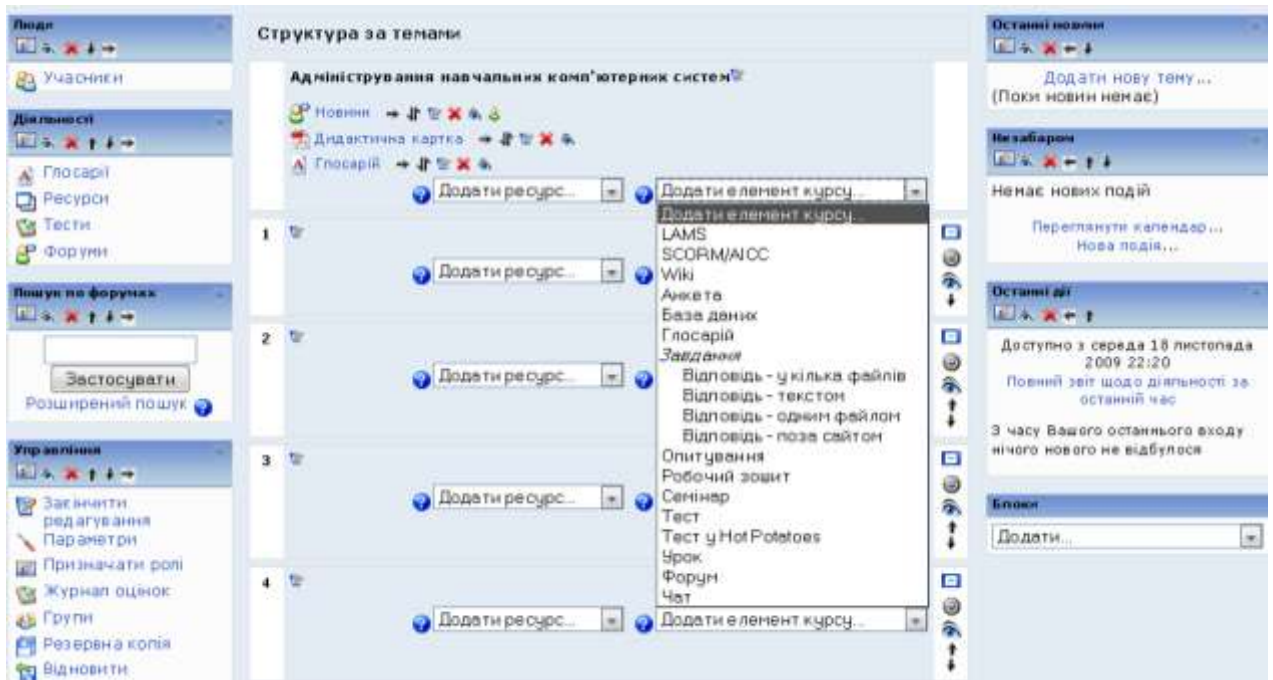 Люди
Учасники
Діяльності
Глосарії
Ресурси
Тести
Форуми
Пошук по форумах
Застосувати
Розширений пошук
Управління
Закінчити
редагування
Параметри
Призначати ролі
Журнал оцінок
Групи
Резервна копія
Відновити
Структура за темами
Адміністрування навчальних комп'ютерних систем
Новини
Дидактична картка
Глосарій
Додати ресурс... Додати елемент курсу...
Додати елемент курсу...
LAMS
SCORM/AICC
Wiki
Анкета
База даних
Глосарій
Завдання
Відповідь - у кілька файлів
Відповідь - текстом
Відповідь - одним файлом
Відповідь - поза сайтом
Опитування
Робочий зошит
Семінар
Тест
Тест у Hot Potatoes
Урок
Форум
Чат
1
Додати ресурс...
2
Додати ресурс...
3
Додати ресурс...
4
Додати ресурс... Додати елемент курсу...
Останні новини
Додати нову тему...
(Поки новин немає)
Незабаром
Немає нових подій
Переглянути календар...
Нова подія...
Останні дії
Доступно з середа 18 листопада
2009 22:20
Повний звіт щодо діяльності за
останній час
З часу Вашого останнього входу
нічого нового не відбулося
Блоки
Додати...